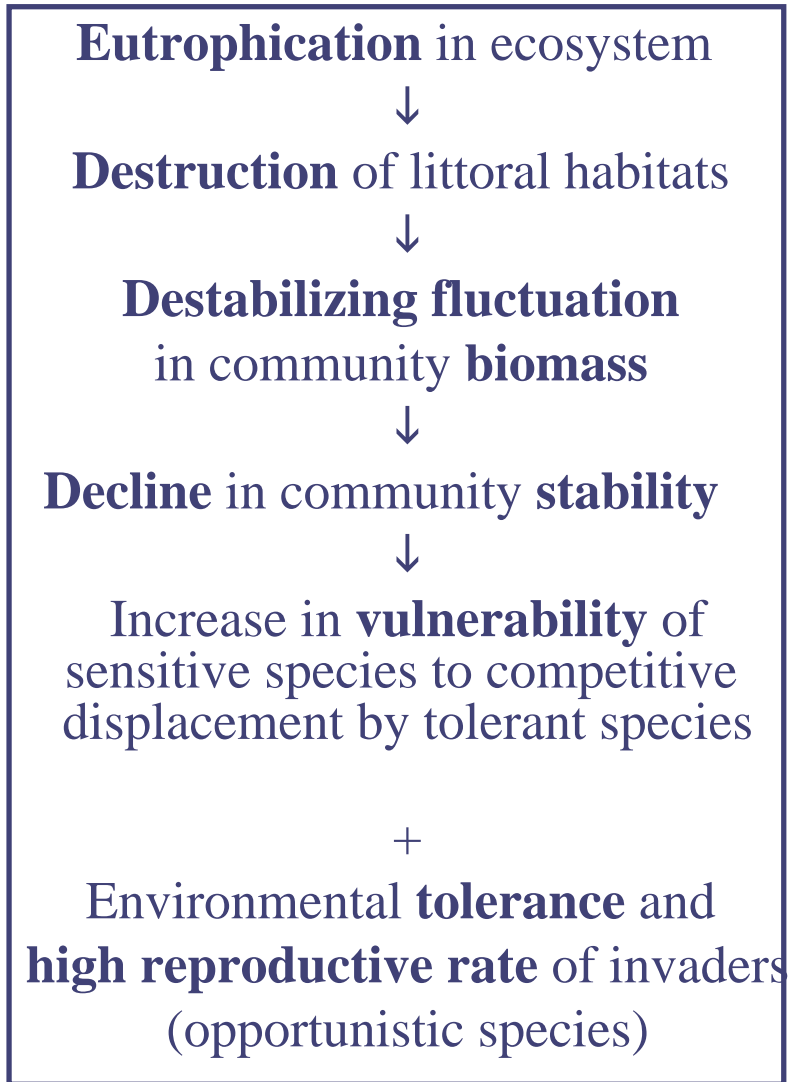 Eutrophication in ecosystem
↓
Destruction of littoral habitats
↓
Destabilizing fluctuation
in community biomass
↓
Decline in community stability
↓
Increase in vulnerability of
sensitive species to competitive
displacement by tolerant species
+
Environmental tolerance and
high reproductive rate of invaders
(opportunistic species)